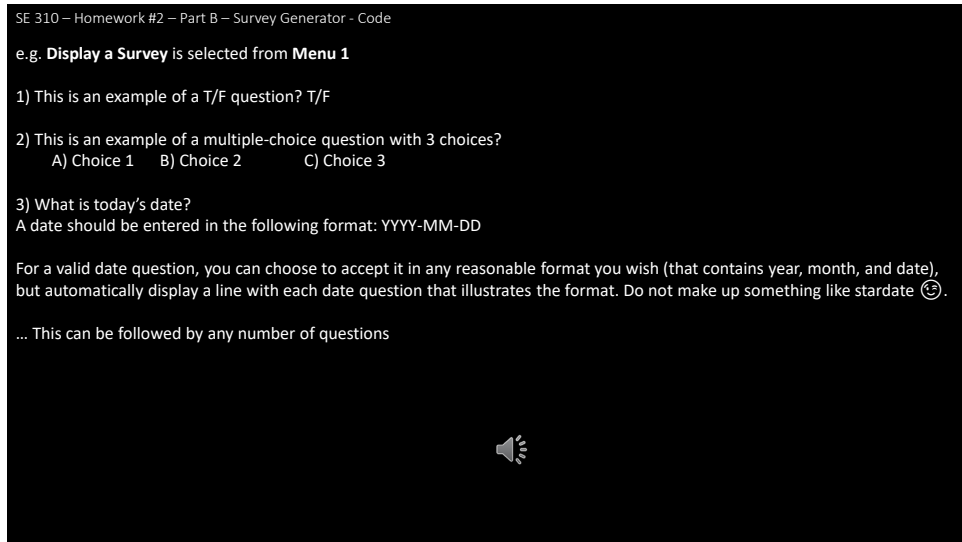 SE 310 – Homework #2 – Part B – Survey Generator - Code
e.g. Display a Survey is selected from Menu 1
1) This is an example of a T/F question? T/F
2) This is an example of a multiple-choice question with 3 choices?
A) Choice 1 B) Choice 2 C) Choice 3
3) What is today's date?
A date should be entered in the following format: YYYY-MM-DD
For a valid date question, you can choose to accept it in any reasonable format you wish (that contains year, month, and date),
but automatically display a line with each date question that illustrates the format. Do not make up something like stardate 😉.
... This can be followed by any number of questions